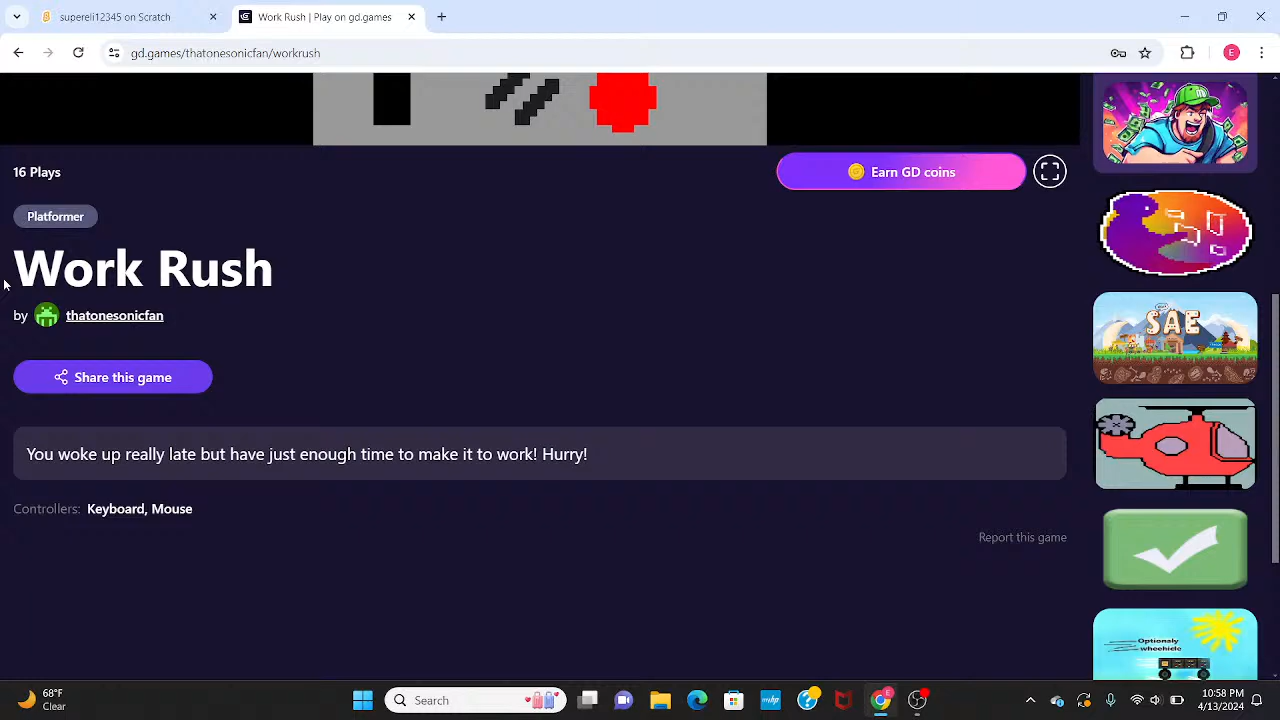 supereli12345 on Scratch
Work Rush | Play on gd.games
gd.games/thatonesonicfan/workrush
E
16 Plays
Earn GD coins
Platformer
Work Rush
by thatonesonicfan
Share this game
You woke up really late but have just enough time to make it to work! Hurry!
Controllers: Keyboard, Mouse
Report this game
SAE
Optionaly
wheehicle
68°F
Clear
Search
10:58 PM
4/13/2024